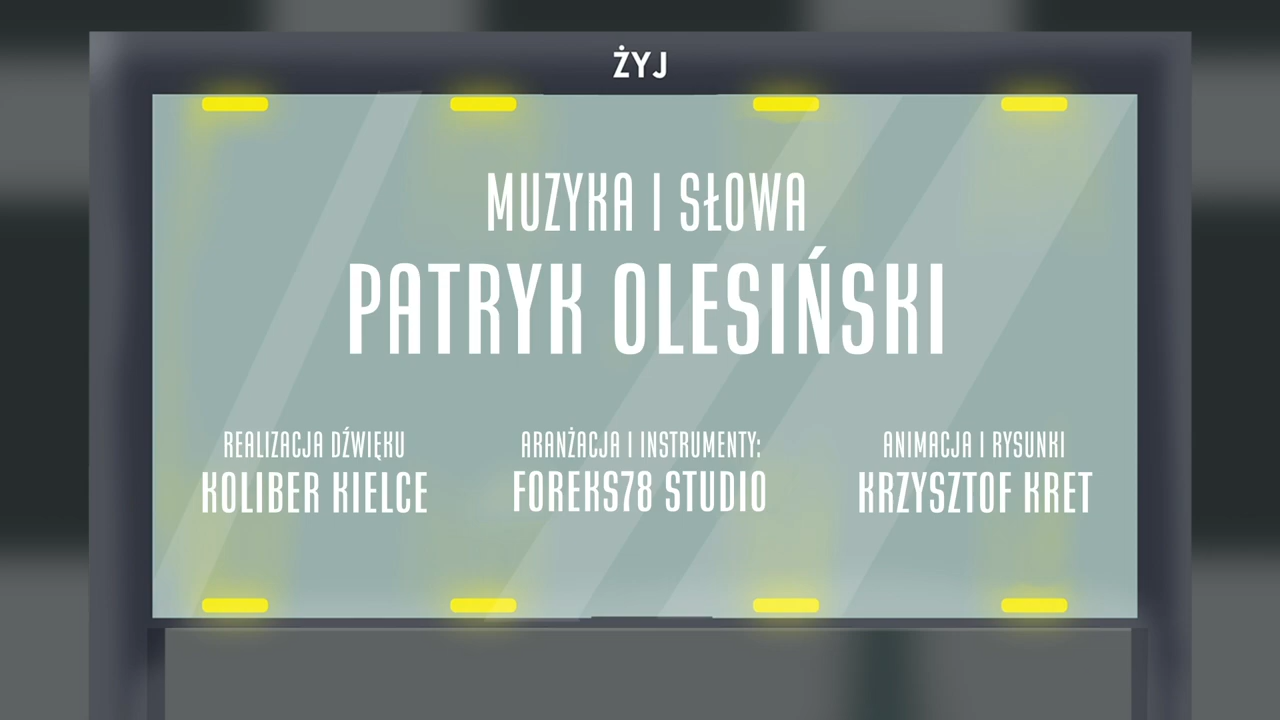 ŻYJ
MUZYKA I SŁOWA
PATRYK OLESIŃSKI
REALIZACJA DŹWIĘKU
KOLIBER KIELCE
ARANŻACJA I INSTRUMENTY:
FOREKS78 STUDIO
ANIMACJA I RYSUNKI
KRZYSZTOF KRET